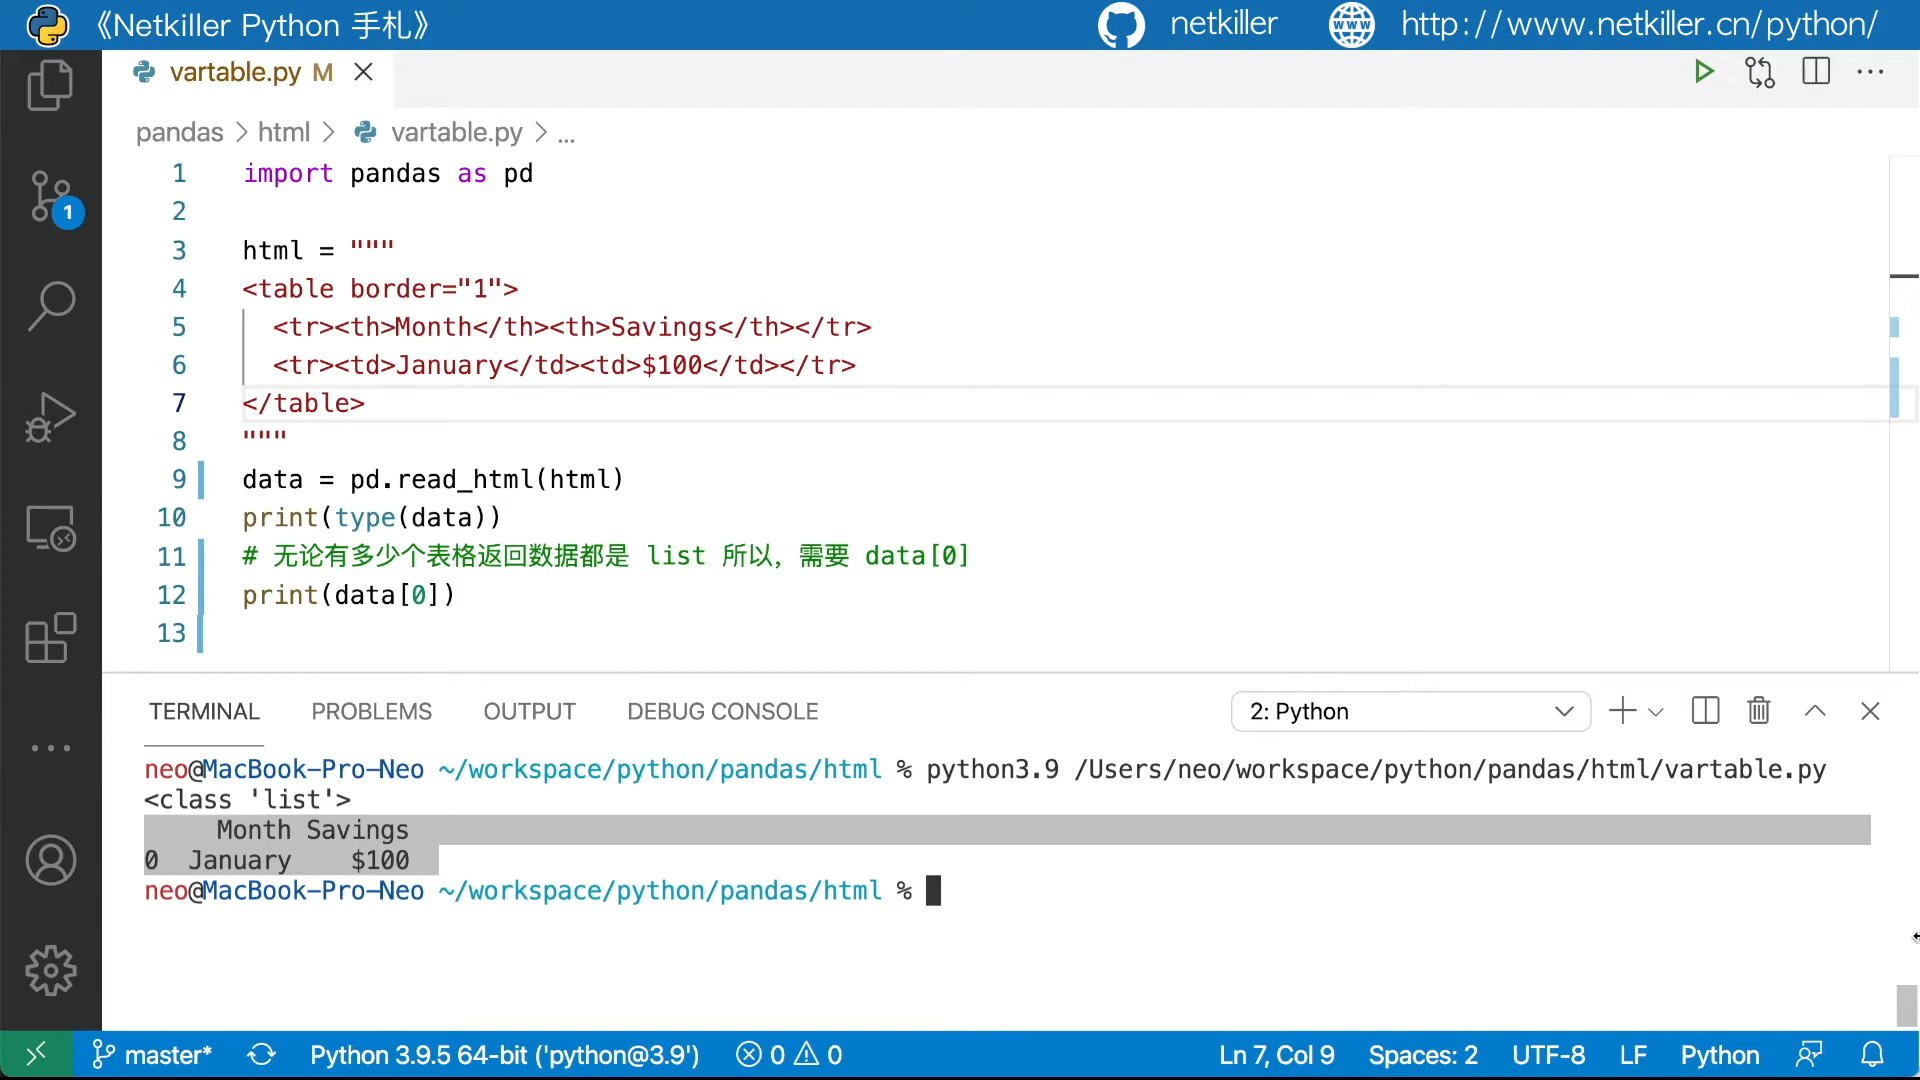 《Netkiller Python 手札》 netkiller http://www.netkiller.cn/python/
vartable.py M
pandas > html > vartable.py > ...
1 import pandas as pd
2
3 html = """
4 <table border="1">
5   <tr><th>Month</th><th>Savings</th></tr>
6   <tr><td>January</td><td>$100</td></tr>
7 </table>
8 """
9 data = pd.read_html(html)
10 print(type(data))
11 # 无论有多少个表格返回数据都是 list 所以，需要 data[0]
12 print(data[0])
13
1
TERMINAL PROBLEMS OUTPUT DEBUG CONSOLE 2: Python
neo@MacBook-Pro-Neo ~/workspace/python/pandas/html % python3.9 /Users/neo/workspace/python/pandas/html/vartable.py
<class 'list'>
     Month Savings
0  January    $100
neo@MacBook-Pro-Neo ~/workspace/python/pandas/html %
master* Python 3.9.5 64-bit ('python@3.9') 0 0 Ln 7, Col 9 Spaces: 2 UTF-8 LF Python